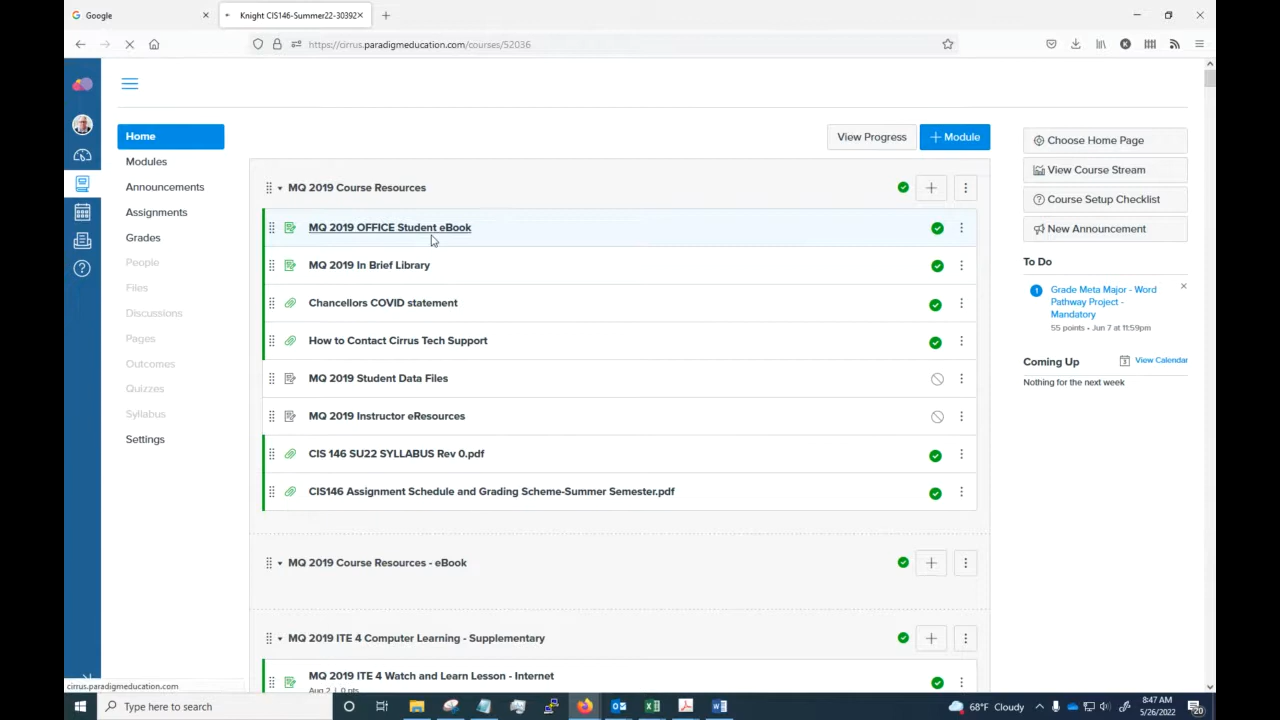 Google
Knight CIS146-Summer22-30392
https://cirrus.paradigmeducation.com/courses/52036
Home
Modules
Announcements
Assignments
Grades
People
Files
Discussions
Pages
Outcomes
Quizzes
Syllabus
Settings
View Progress
+ Module
MQ 2019 Course Resources
MQ 2019 OFFICE Student eBook
MQ 2019 In Brief Library
Chancellors COVID statement
How to Contact Cirrus Tech Support
MQ 2019 Student Data Files
MQ 2019 Instructor eResources
CIS 146 SU22 SYLLABUS Rev 0.pdf
CIS146 Assignment Schedule and Grading Scheme-Summer Semester.pdf
MQ 2019 Course Resources - eBook
MQ 2019 ITE 4 Computer Learning - Supplementary
MQ 2019 ITE 4 Watch and Learn Lesson - Internet
Aug 2 | 0 pts
Choose Home Page
View Course Stream
Course Setup Checklist
New Announcement
To Do
1
Grade Meta Major - Word
Pathway Project -
Mandatory
55 points • Jun 7 at 11:59pm
Coming Up
View Calendar
Nothing for the next week
cirrus.paradigmeducation.com
Type here to search
68°F Cloudy
8:47 AM
5/26/2022
20